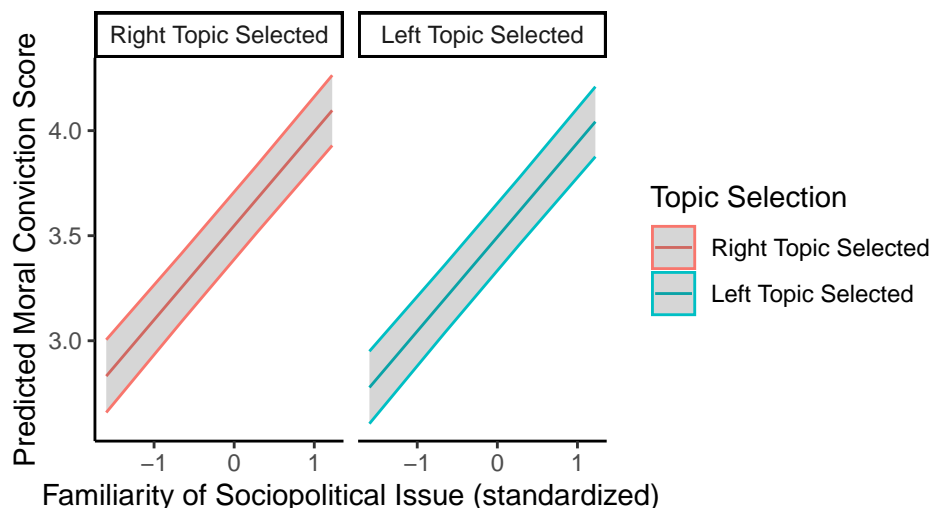 Right Topic Selected
Left Topic Selected
Predicted Moral Conviction Score
4.0
3.5
3.0
−1
0
1
−1
0
1
Familiarity of Sociopolitical Issue (standardized)
Topic Selection
Right Topic Selected
Left Topic Selected